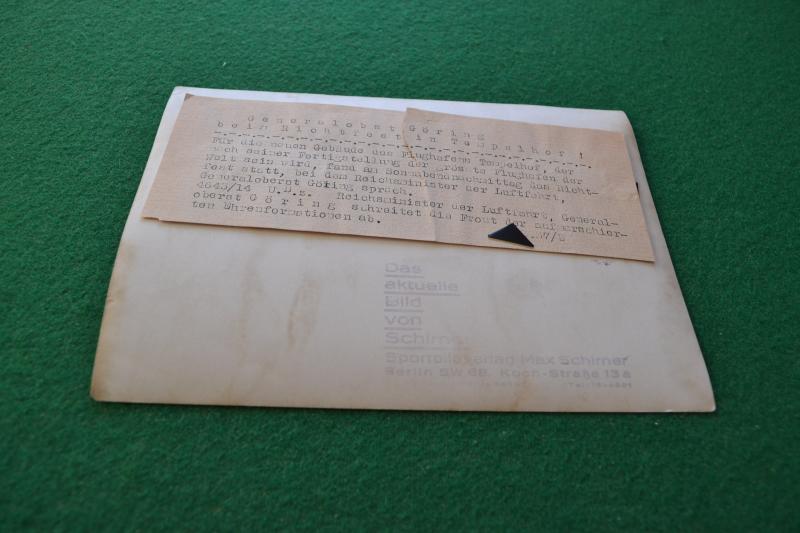 Generaloberst Göring
beim Richtfest in Tempelhof !
Für die neuen Gebäude des Flughafens Tempelhof, der
nach seiner Fertigstellung der grösste Flughafen der
Welt sein wird, fand am Sonnabendnachmittag das Richt-
fest statt, bei dem Reichsminister der Luftfahrt,
Generaloberst Göring sprach.
4645/14 U.B.z. Reichsminister der Luftfahrt, General-
oberst Göring schreitet die Front der aufmarschier-
ten Ehrenformationen ab.
Das
aktuelle
Bild
von
Schirner
Sportbildverlag Max Schirner
Berlin SW 68, Koch-Straße 13a